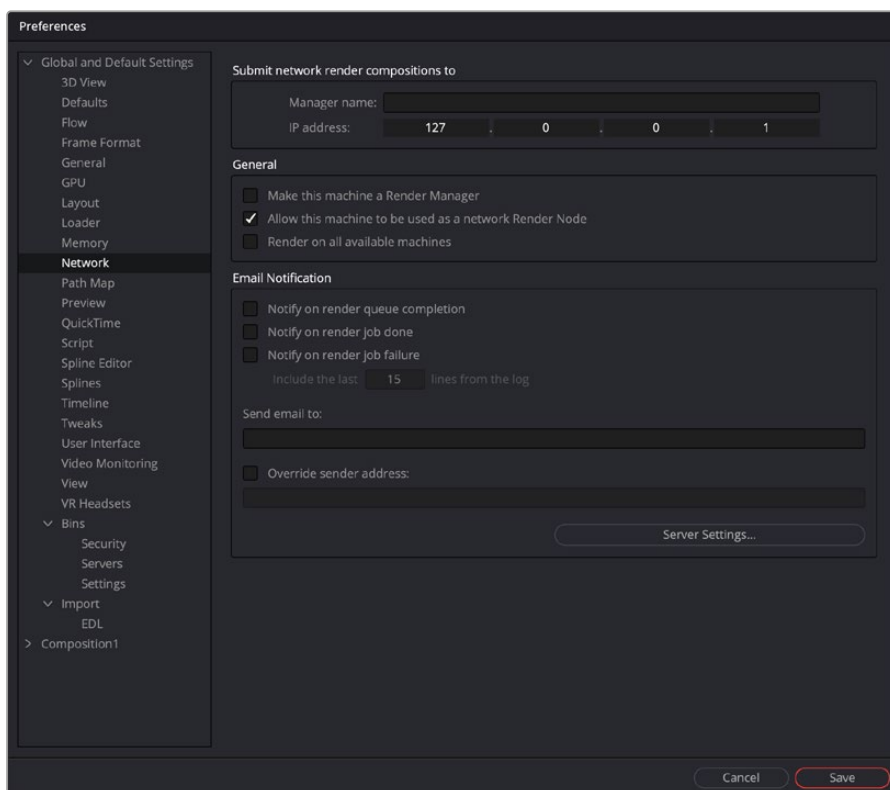 Preferences
Global and Default Settings
3D View
Defaults
Flow
Frame Format
General
GPU
Layout
Loader
Memory
Network
Path Map
Preview
QuickTime
Script
Spline Editor
Splines
Timeline
Tweaks
User Interface
Video Monitoring
View
VR Headsets
Bins
Security
Servers
Settings
Import
EDL
Composition1
Submit network render compositions to
Manager name:
IP address: 127 . 0 . 0 . 1
General
Make this machine a Render Manager
Allow this machine to be used as a network Render Node
Render on all available machines
Email Notification
Notify on render queue completion
Notify on render job done
Notify on render job failure
Include the last 15 lines from the log
Send email to:
Override sender address:
Server Settings...
Cancel Save